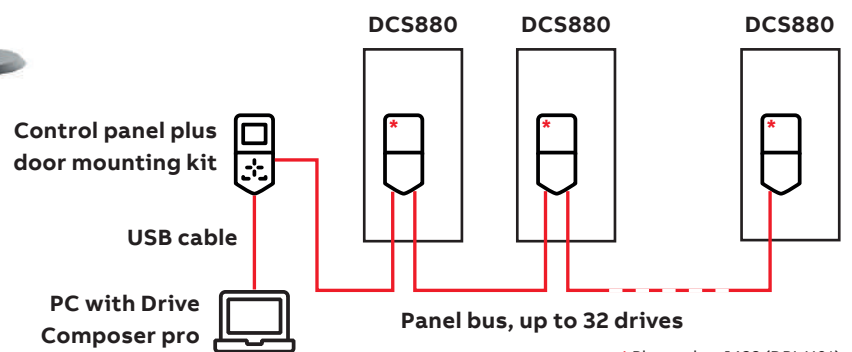 DCS880 DCS880 DCS880
*
*
*
Control panel plus
door mounting kit
USB cable
PC with Drive
Composer pro
Panel bus, up to 32 drives